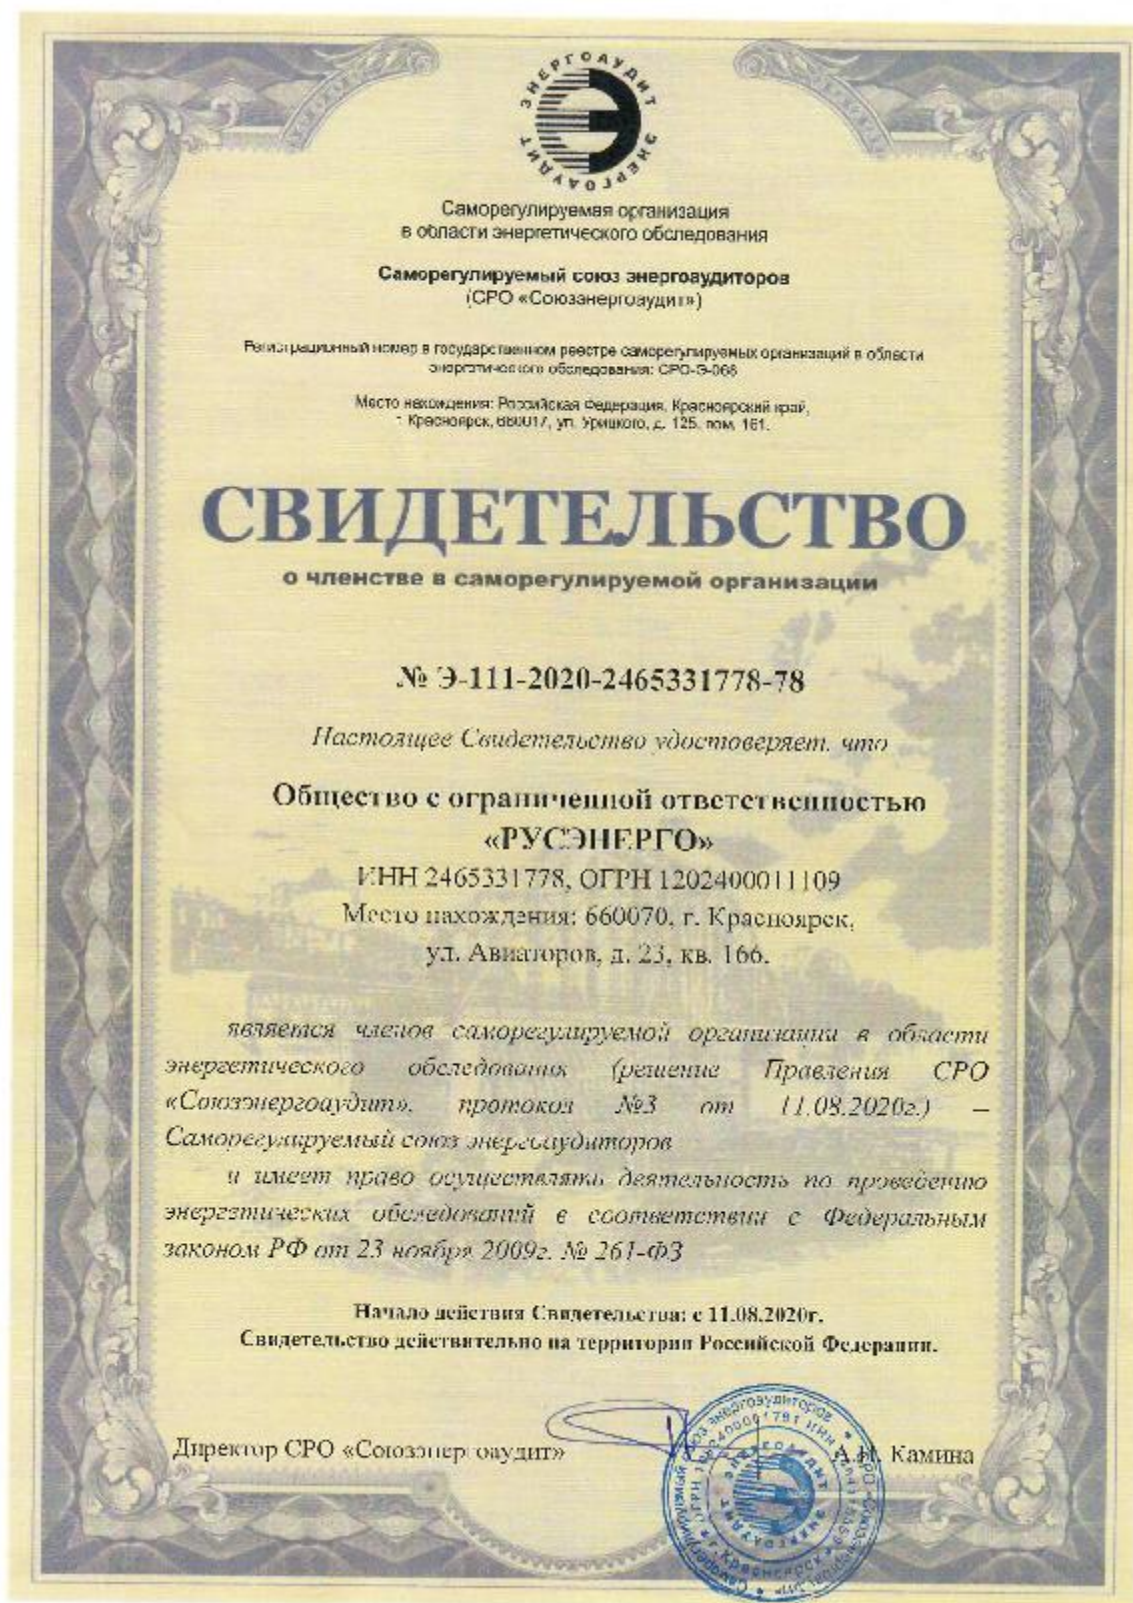 ЭНЕРГОАУДИТ ЭНЕРГОАУДИТ
Саморегулируемая организация
в области энергетического обследования
Саморегулируемый союз энергоаудиторов
(СРО «Союзэнергоаудит»)
Регистрационный номер в государственном реестре саморегулируемых организаций в области
энергетического обследования: СРО-Э-068
Место нахождения: Российская Федерация, Красноярский край,
г. Красноярск, 660017, ул. Урицкого, д. 125, пом. 161.
СВИДЕТЕЛЬСТВО
о членстве в саморегулируемой организации
№ Э-111-2020-2465331778-78
Настоящее Свидетельство удостоверяет, что
Общество с ограниченной ответственностью
«РУСЭНЕРГО»
ИНН 2465331778, ОГРН 1202400011109
Место нахождения: 660070, г. Красноярск,
ул. Авиаторов, д. 23, кв. 166.
является членов саморегулируемой организации в области
энергетического обследования (решение Правления СРО
«Союзэнергоаудит», протокол №3 от 11.08.2020г.) –
Саморегулируемый союз энергоаудиторов
и имеет право осуществлять деятельность по проведению
энергетических обследований в соответствии с Федеральным
законом РФ от 23 ноября 2009г. № 261-ФЗ
Начало действия Свидетельства: с 11.08.2020г.
Свидетельство действительно на территории Российской Федерации.
Директор СРО «Союзэнергоаудит»
А.Н. Камина